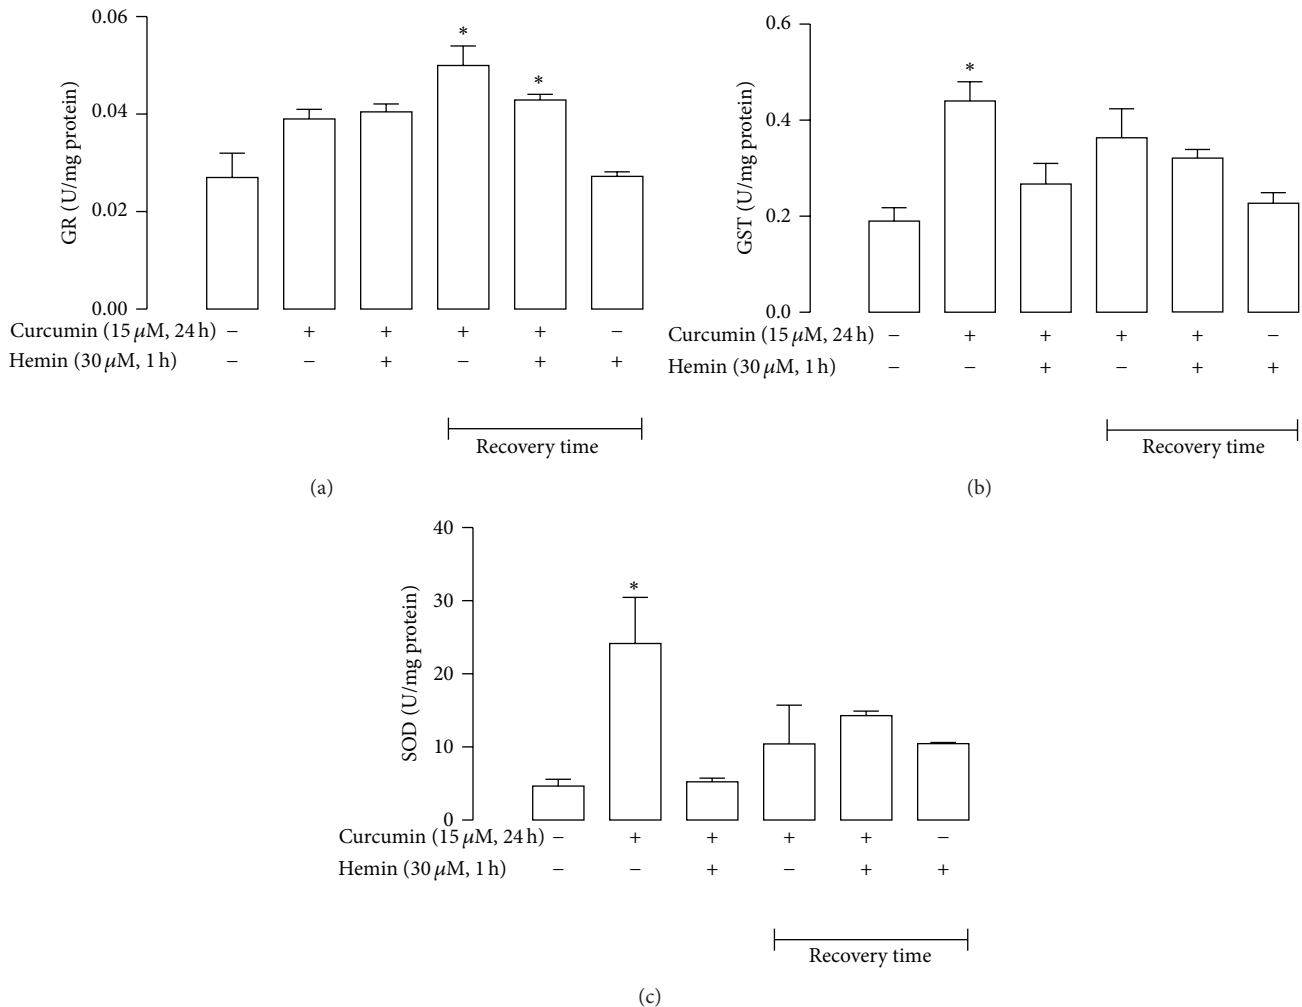 0.06
0.04
0.02
0.00
GR (U/mg protein)
* *
Curcumin (15 μM, 24 h) − + + + + −
Hemin (30 μM, 1 h) − − + − + +
Recovery time
(a)
0.6
0.4
0.2
0.0
GST (U/mg protein)
*
Curcumin (15 μM, 24 h) − + + + + −
Hemin (30 μM, 1 h) − − + − + +
Recovery time
(b)
40
30
20
10
0
SOD (U/mg protein)
*
Curcumin (15 μM, 24 h) − + + + + −
Hemin (30 μM, 1 h) − − + − + +
Recovery time
(c)